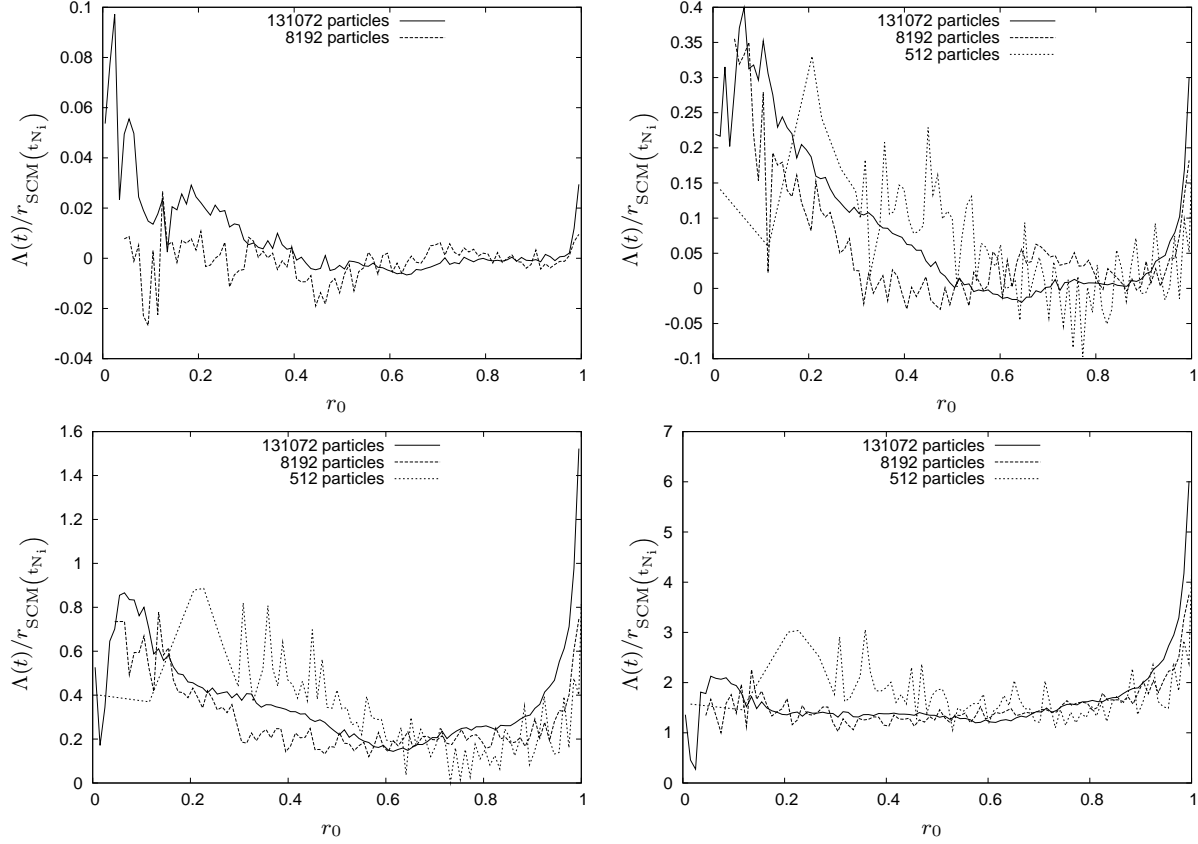 0.1
0.08
0.06
0.04
0.02
0
-0.02
-0.04
0 0.2 0.4 0.6 0.8 1
Λ(t)/r_SCM(t_Ni)
r0
131072 particles
8192 particles
0.4
0.35
0.3
0.25
0.2
0.15
0.1
0.05
0
-0.05
-0.1
0 0.2 0.4 0.6 0.8 1
Λ(t)/r_SCM(t_Ni)
r0
131072 particles
8192 particles
512 particles
1.6
1.4
1.2
1
0.8
0.6
0.4
0.2
0
0 0.2 0.4 0.6 0.8 1
Λ(t)/r_SCM(t_Ni)
r0
131072 particles
8192 particles
512 particles
7
6
5
4
3
2
1
0
0 0.2 0.4 0.6 0.8 1
Λ(t)/r_SCM(t_Ni)
r0
131072 particles
8192 particles
512 particles